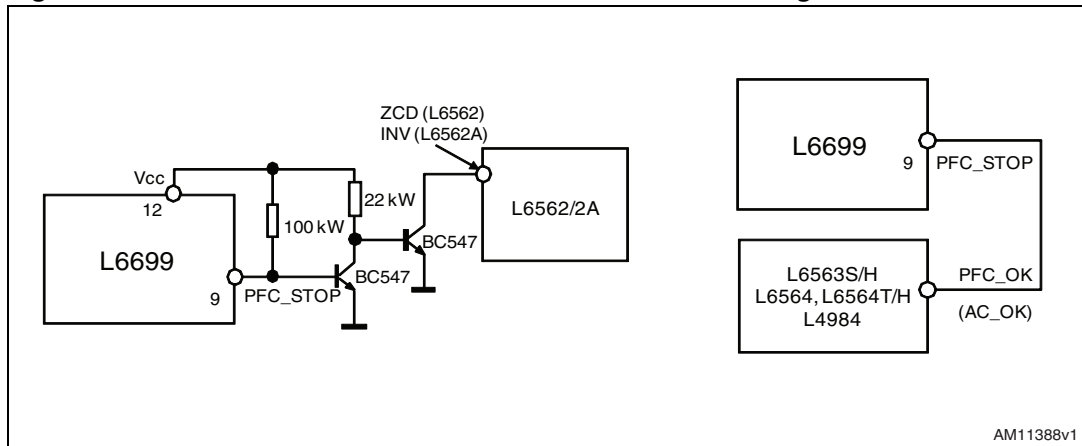 ZCD (L6562)
INV (L6562A)
Vcc
12
L6699
9
PFC_STOP
100 kW
22 kW
BC547
BC547
L6562/2A
L6699
9
PFC_STOP
L6563S/H
L6564, L6564T/H
L4984
PFC_OK
(AC_OK)
AM11388v1